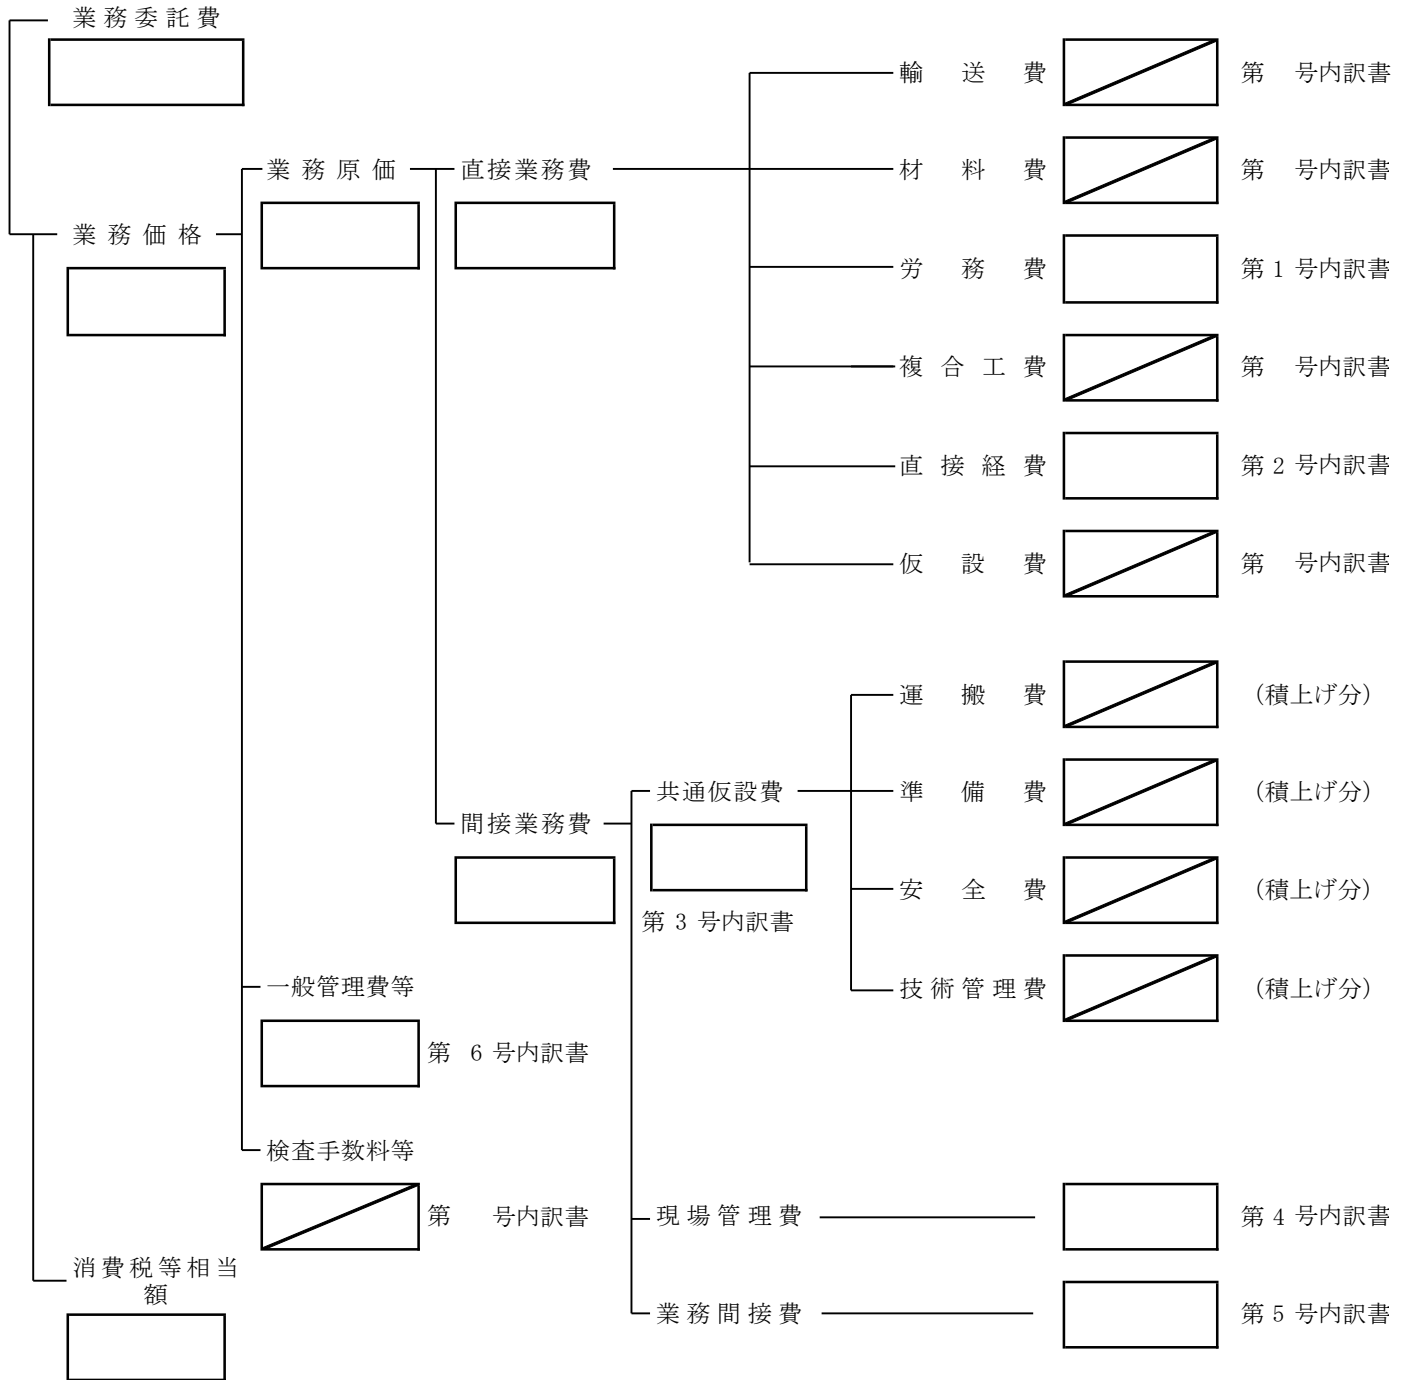 業務委託費
輸送費 第 号内訳書
業務原価 直接業務費 材料費 第 号内訳書
業務価格
労務費 第1号内訳書
複合工費 第 号内訳書
直接経費 第2号内訳書
仮設費 第 号内訳書
運搬費 (積上げ分)
共通仮設費 準備費 (積上げ分)
間接業務費
安全費 (積上げ分)
第3号内訳書
一般管理費等 技術管理費 (積上げ分)
第 6号内訳書
検査手数料等
第 号内訳書 現場管理費 第4号内訳書
消費税等相当
額
業務間接費 第5号内訳書